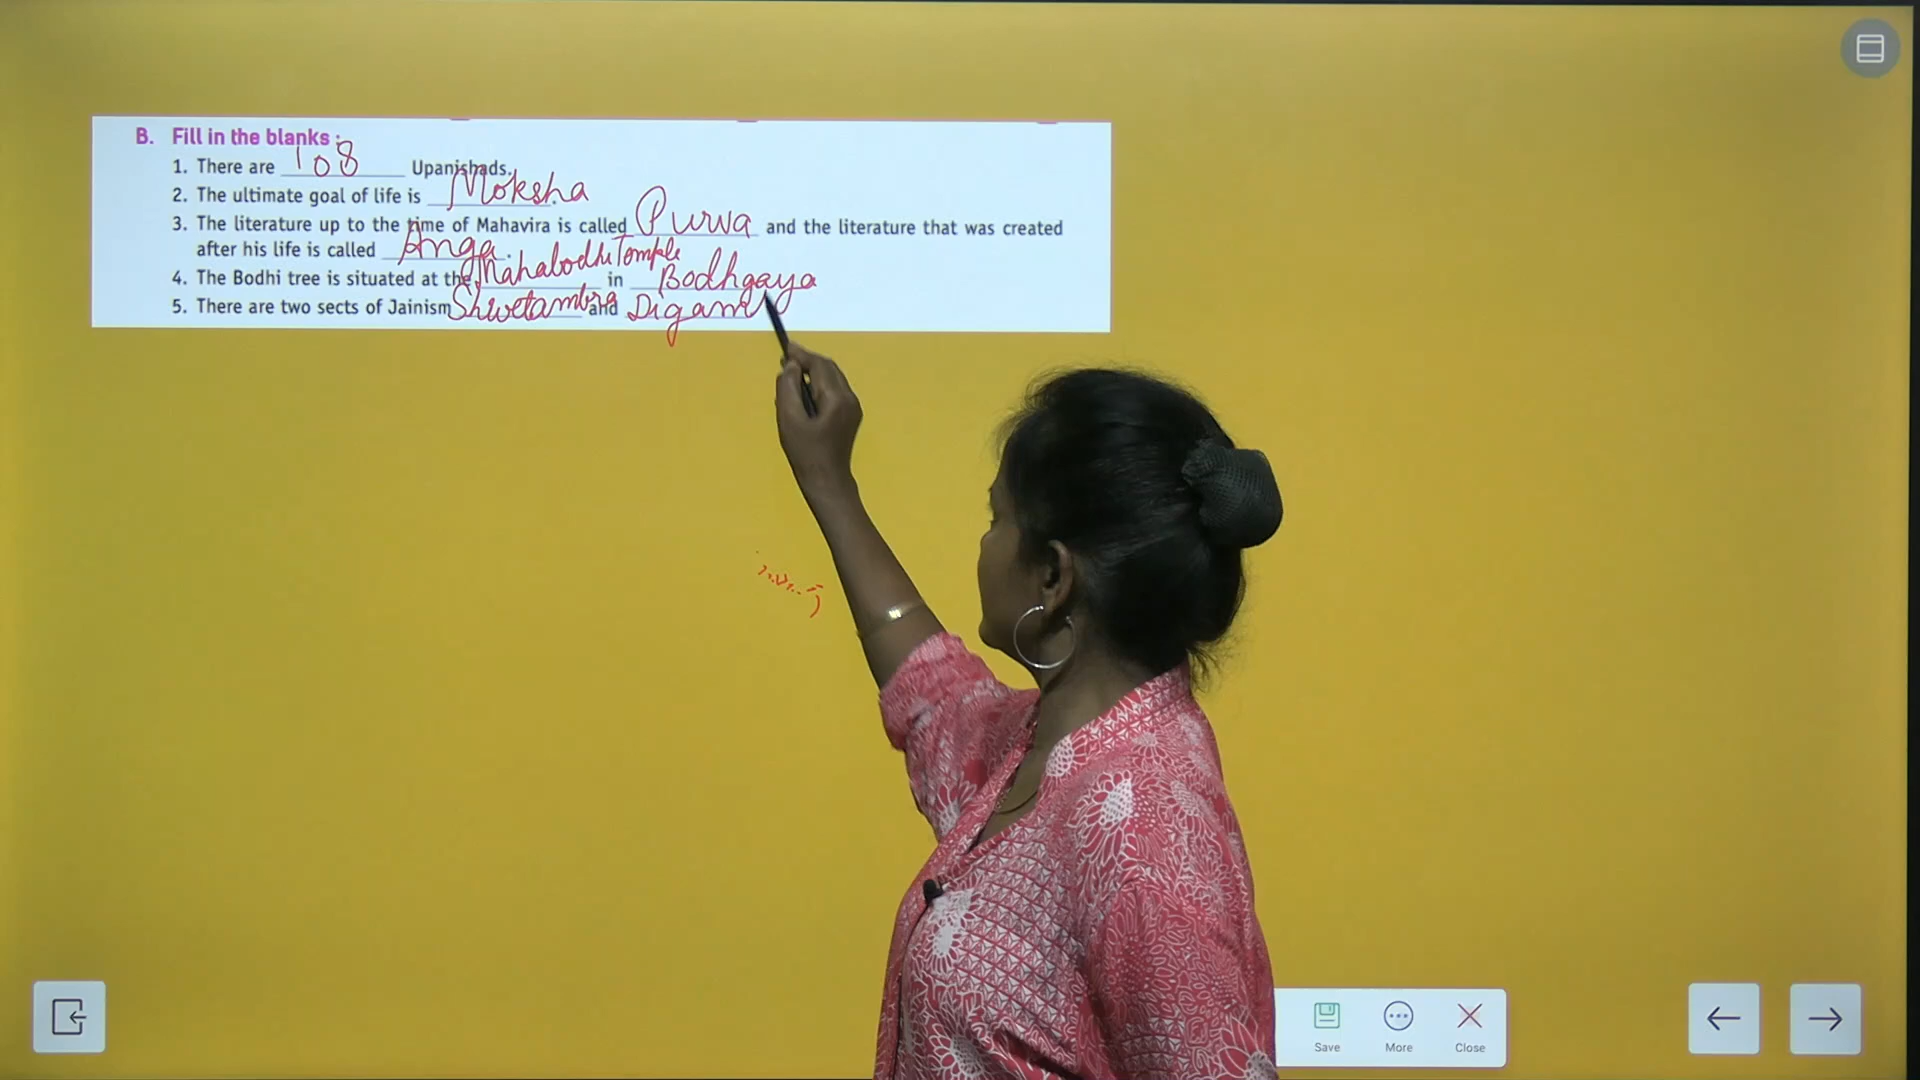 B. Fill in the blanks :
1. There are 108 Upanishads.
2. The ultimate goal of life is Moksha.
3. The literature up to the time of Mahavira is called Purva and the literature that was created
after his life is called Anga.
4. The Bodhi tree is situated at the Mahabodhi Temple in Bodhgaya
5. There are two sects of Jainism Shwetambra and Digam
Save More Close